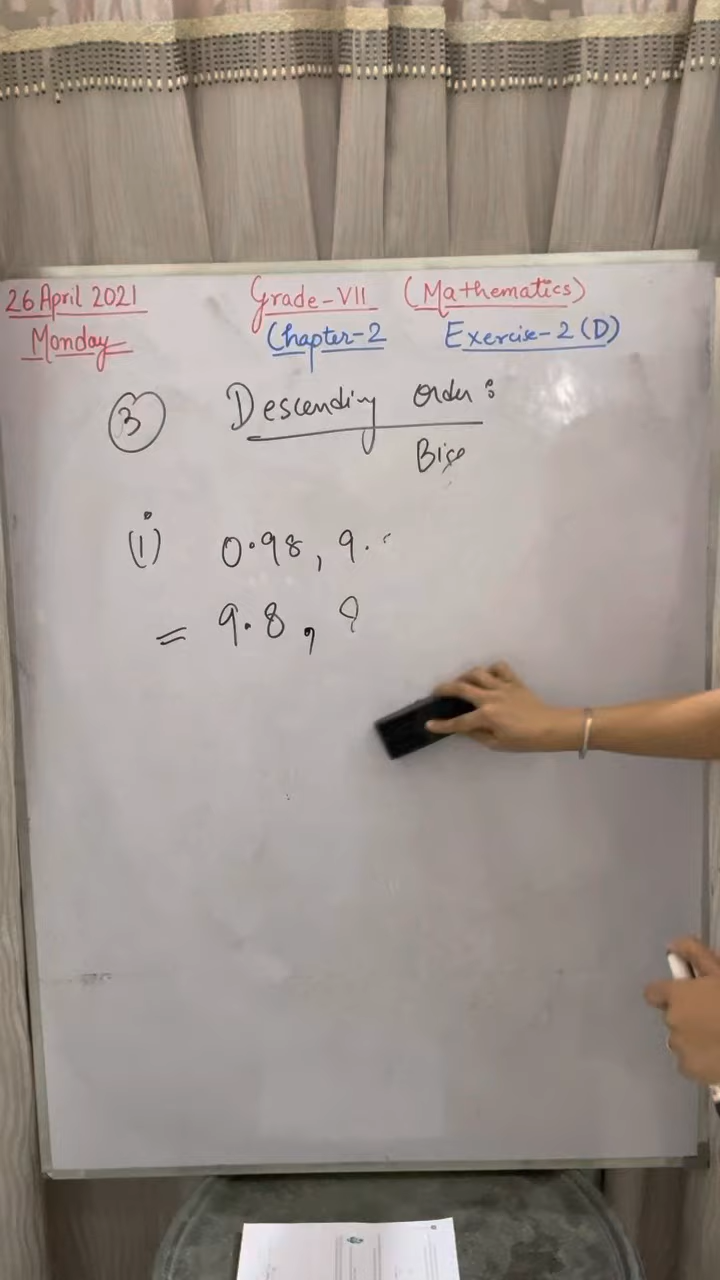 26 April 2021 Grade-VII (Mathematics)
Monday Chapter-2 Exercise-2(D)
3 Descending Order:
(i) 0.98, 9.
= 9.8,